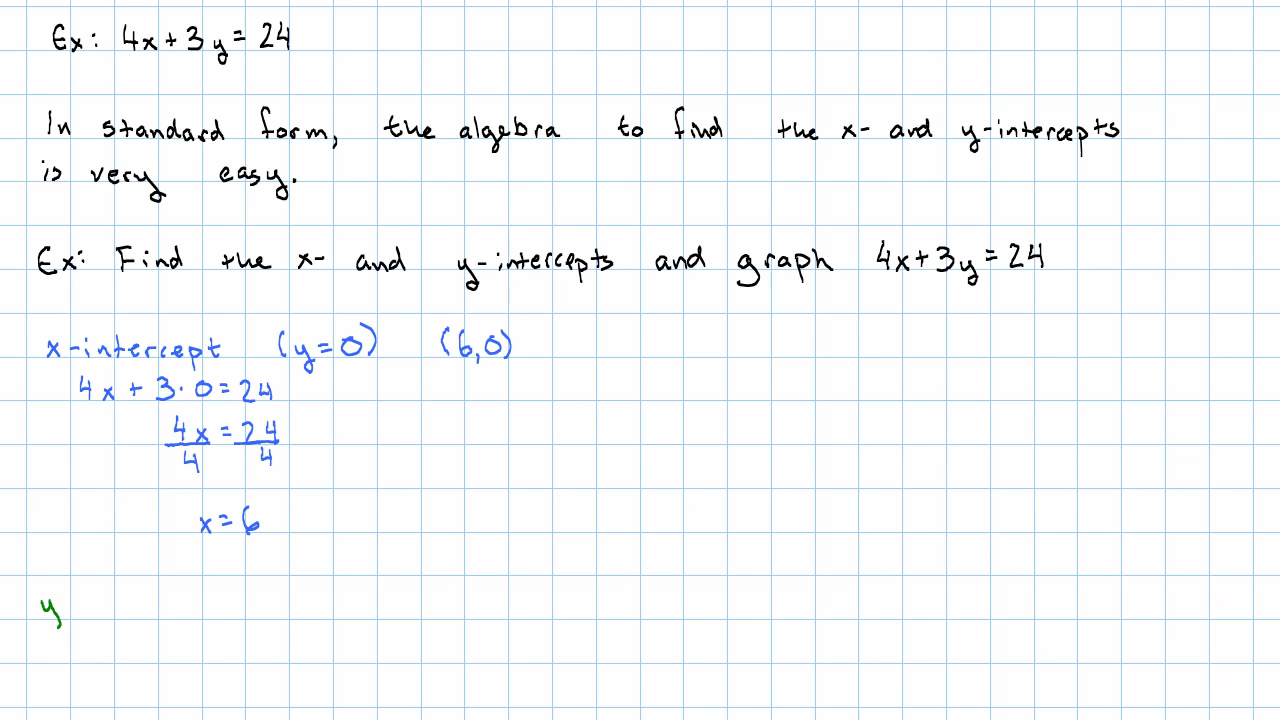 Ex: 4x+3y=24
In standard form, the algebra to find the x- and y-intercepts
is very easy.
Ex: Find the x- and y-intercepts and graph 4x+3y=24
x-intercept (y=0) (6,0)
4x + 3·0=24
4x = 24
4 4
x=6
y